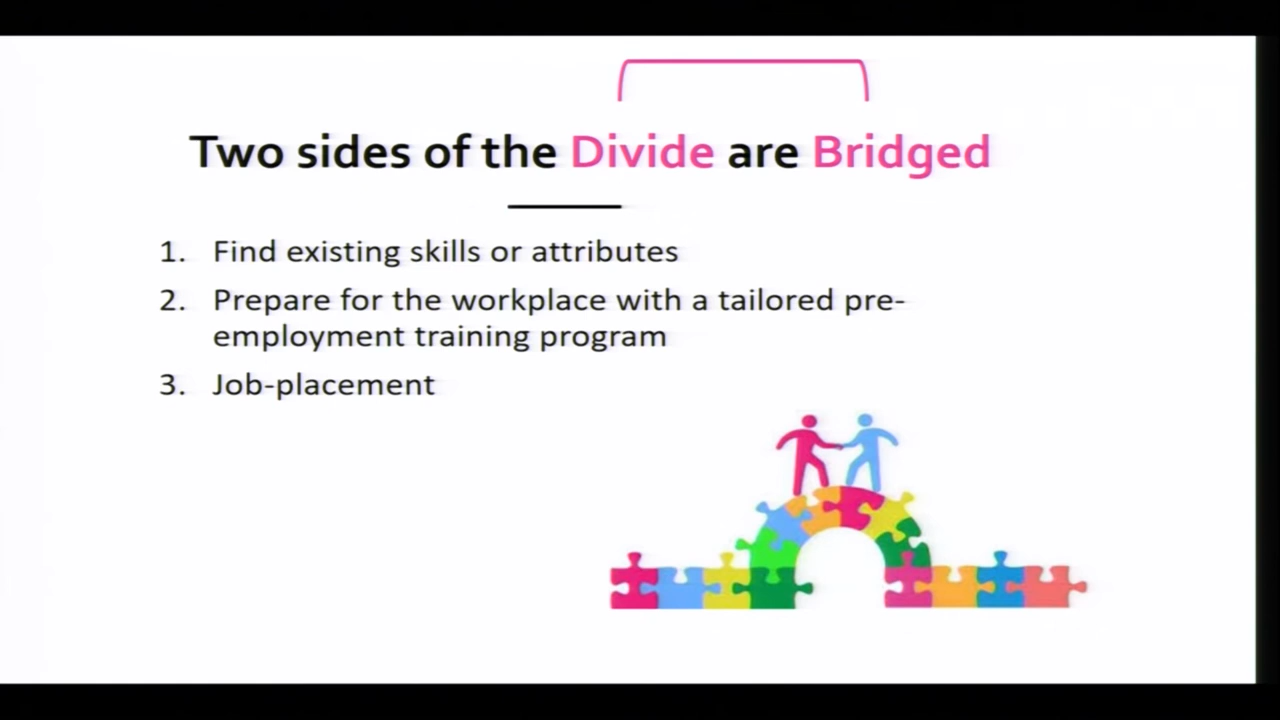 Two sides of the Divide are Bridged
1. Find existing skills or attributes
2. Prepare for the workplace with a tailored pre-
employment training program
3. Job-placement